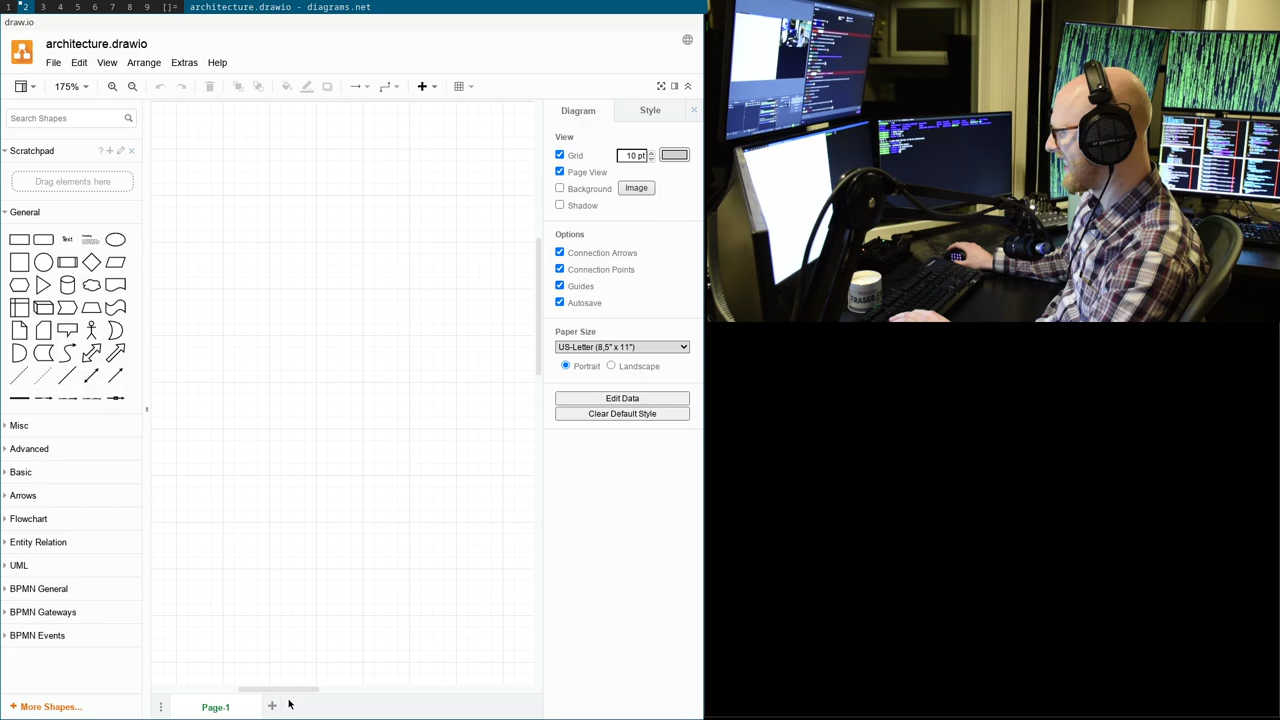 1 2 3 4 5 6 7 8 9 []= architecture.drawio - diagrams.net
draw.io
architecture.drawio
File Edit View Arrange Extras Help
175%
Search Shapes
Scratchpad
Drag elements here
General
Text
Heading
Misc
Advanced
Basic
Arrows
Flowchart
Entity Relation
UML
BPMN General
BPMN Gateways
BPMN Events
+ More Shapes...
Page-1
Diagram Style
View
Grid 10 pt
Page View
Background Image
Shadow
Options
Connection Arrows
Connection Points
Guides
Autosave
Paper Size
US-Letter (8,5" x 11")
Portrait Landscape
Edit Data
Clear Default Style
FRASER